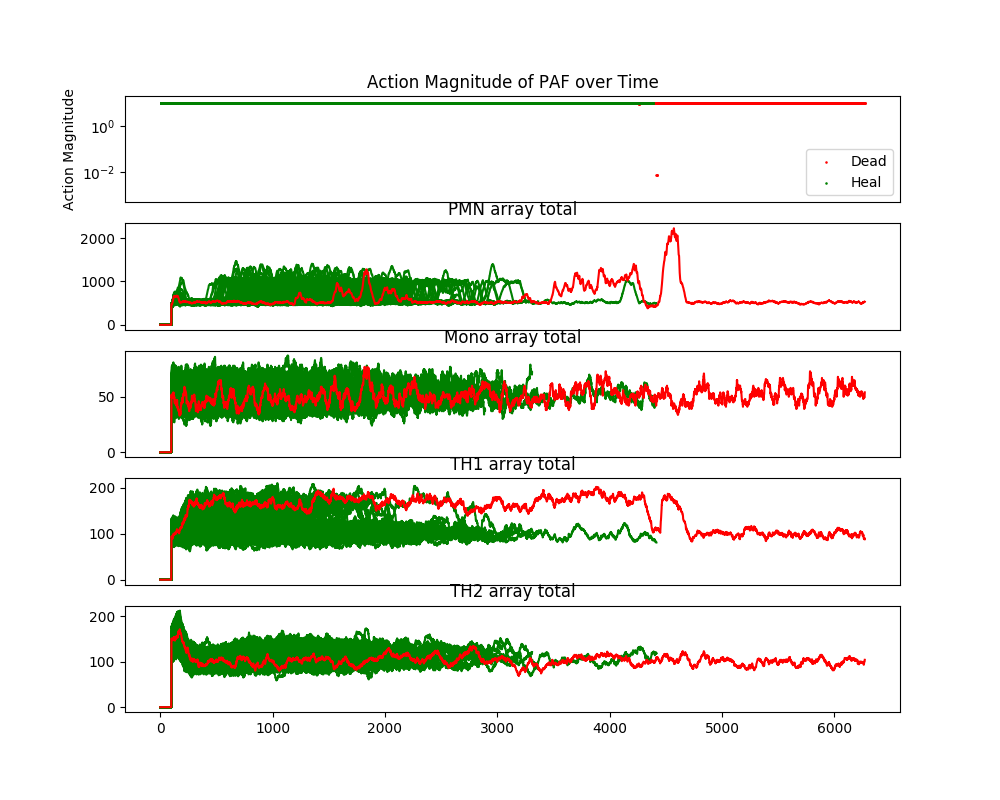 Action Magnitude of PAF over Time
Action Magnitude
10^0
10^-2
Dead
Heal
PMN array total
2000
1000
0
Mono array total
50
0
TH1 array total
200
100
0
TH2 array total
200
100
0
0 1000 2000 3000 4000 5000 6000